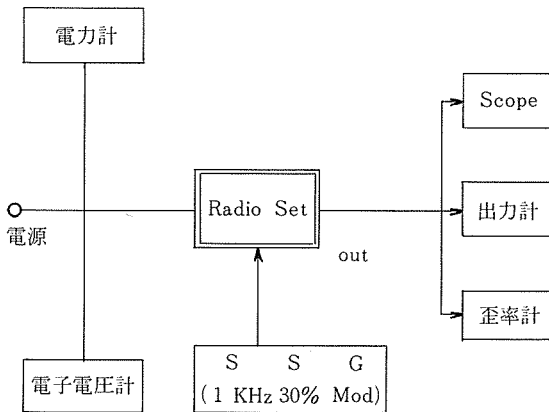 電力計
Scope
Radio Set
出力計
電源
out
歪率計
電子電圧計
S S G
(1 KHz 30% Mod)